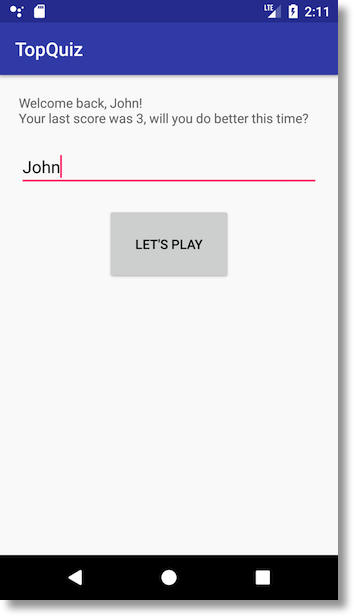 LTE 2:11
TopQuiz
Welcome back, John!
Your last score was 3, will you do better this time?
John
LET'S PLAY